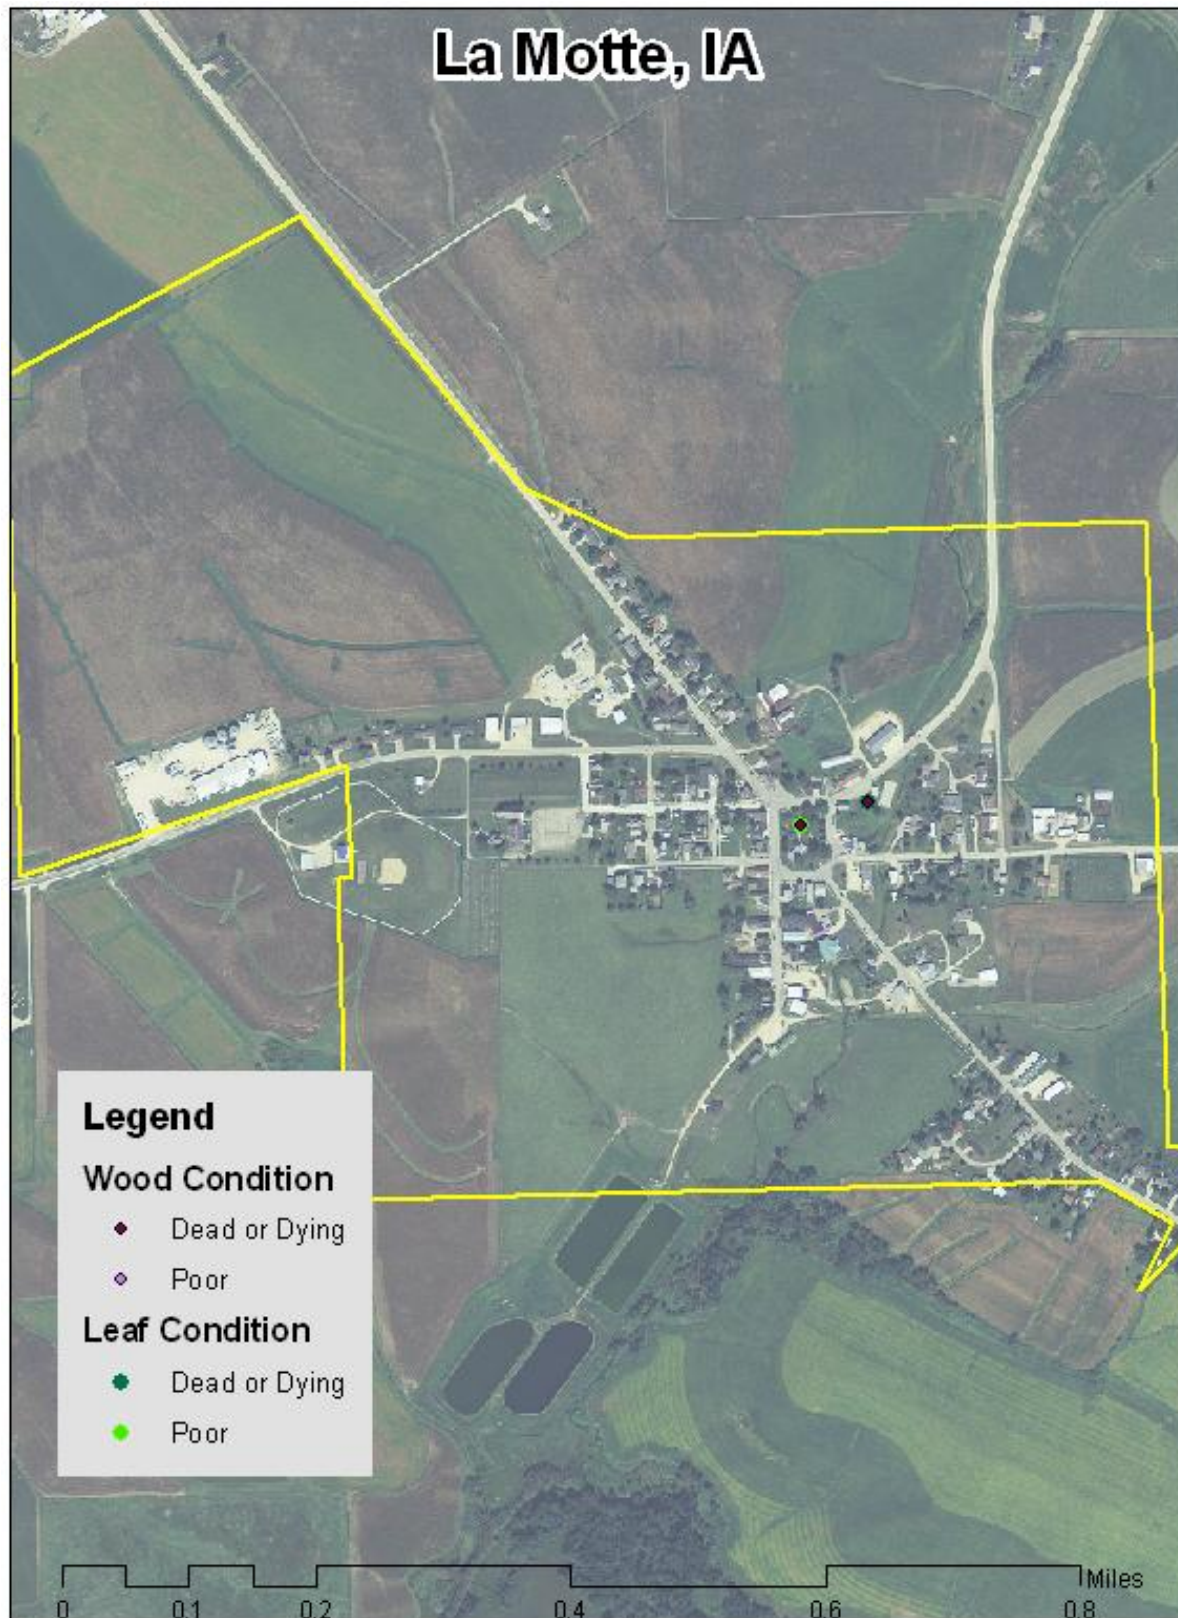 La Motte, IA
Legend
Wood Condition
Dead or Dying
Poor
Leaf Condition
Dead or Dying
Poor
Miles
0 0.1 0.2 0.4 0.6 0.8